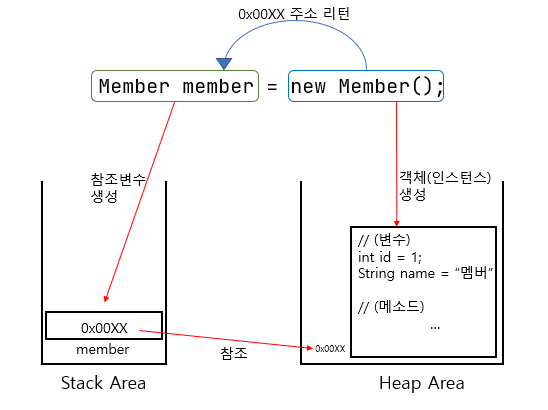 0x00XX 주소 리턴
Member member = new Member();
참조변수
생성
객체(인스턴스)
생성
// (변수)
int id = 1;
String name = “멤버”
// (메소드)
...
0x00XX
member
참조
0x00XX
Stack Area
Heap Area